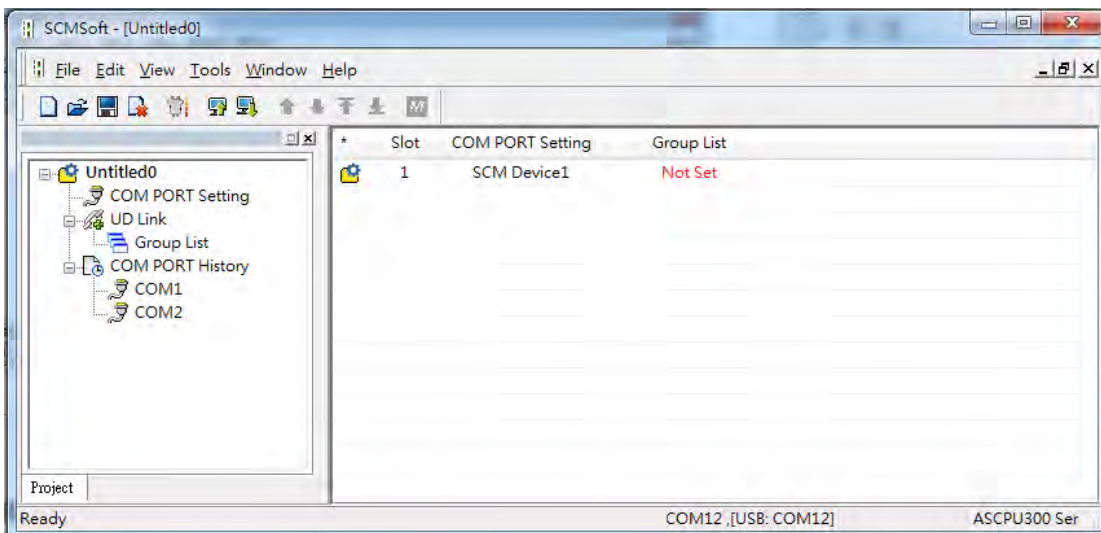 SCMSoft - [Untitled0]
File Edit View Tools Window Help
M
* Slot COM PORT Setting Group List
1 SCM Device1 Not Set
Untitled0
COM PORT Setting
UD Link
Group List
COM PORT History
COM1
COM2
Project
Ready COM12 ,[USB: COM12] ASCPU300 Ser